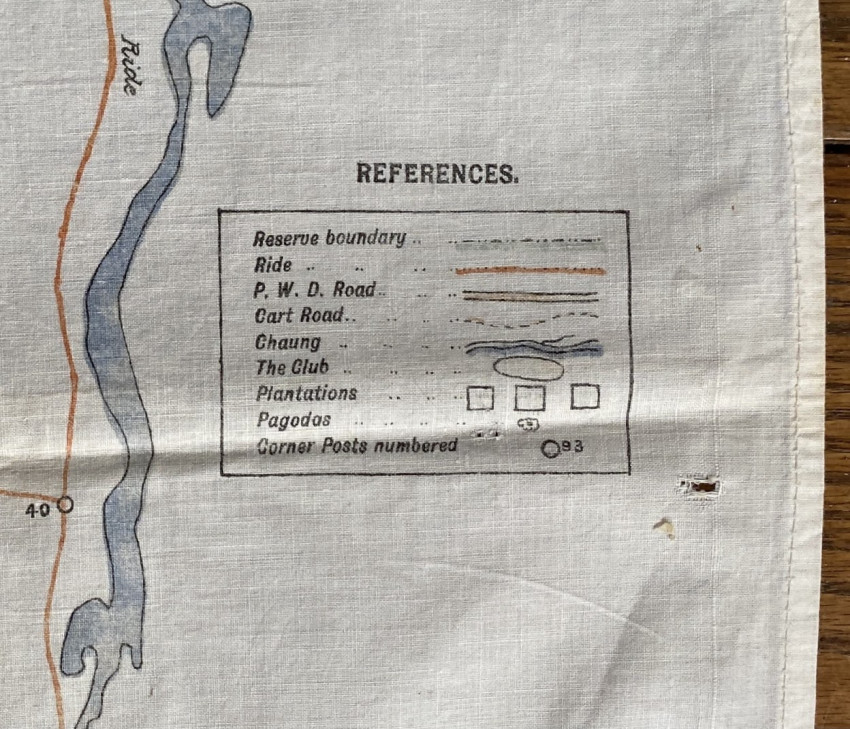 Ride
REFERENCES.
Reserve boundary ..
Ride .. .. ..
P. W. D. Road .. .. ..
Cart Road .. .. .. ..
Chaung .. .. .. ..
The Club .. .. .. ..
Plantations .. .. ..
Pagodas .. .. .. ..
Corner Posts numbered 93
40